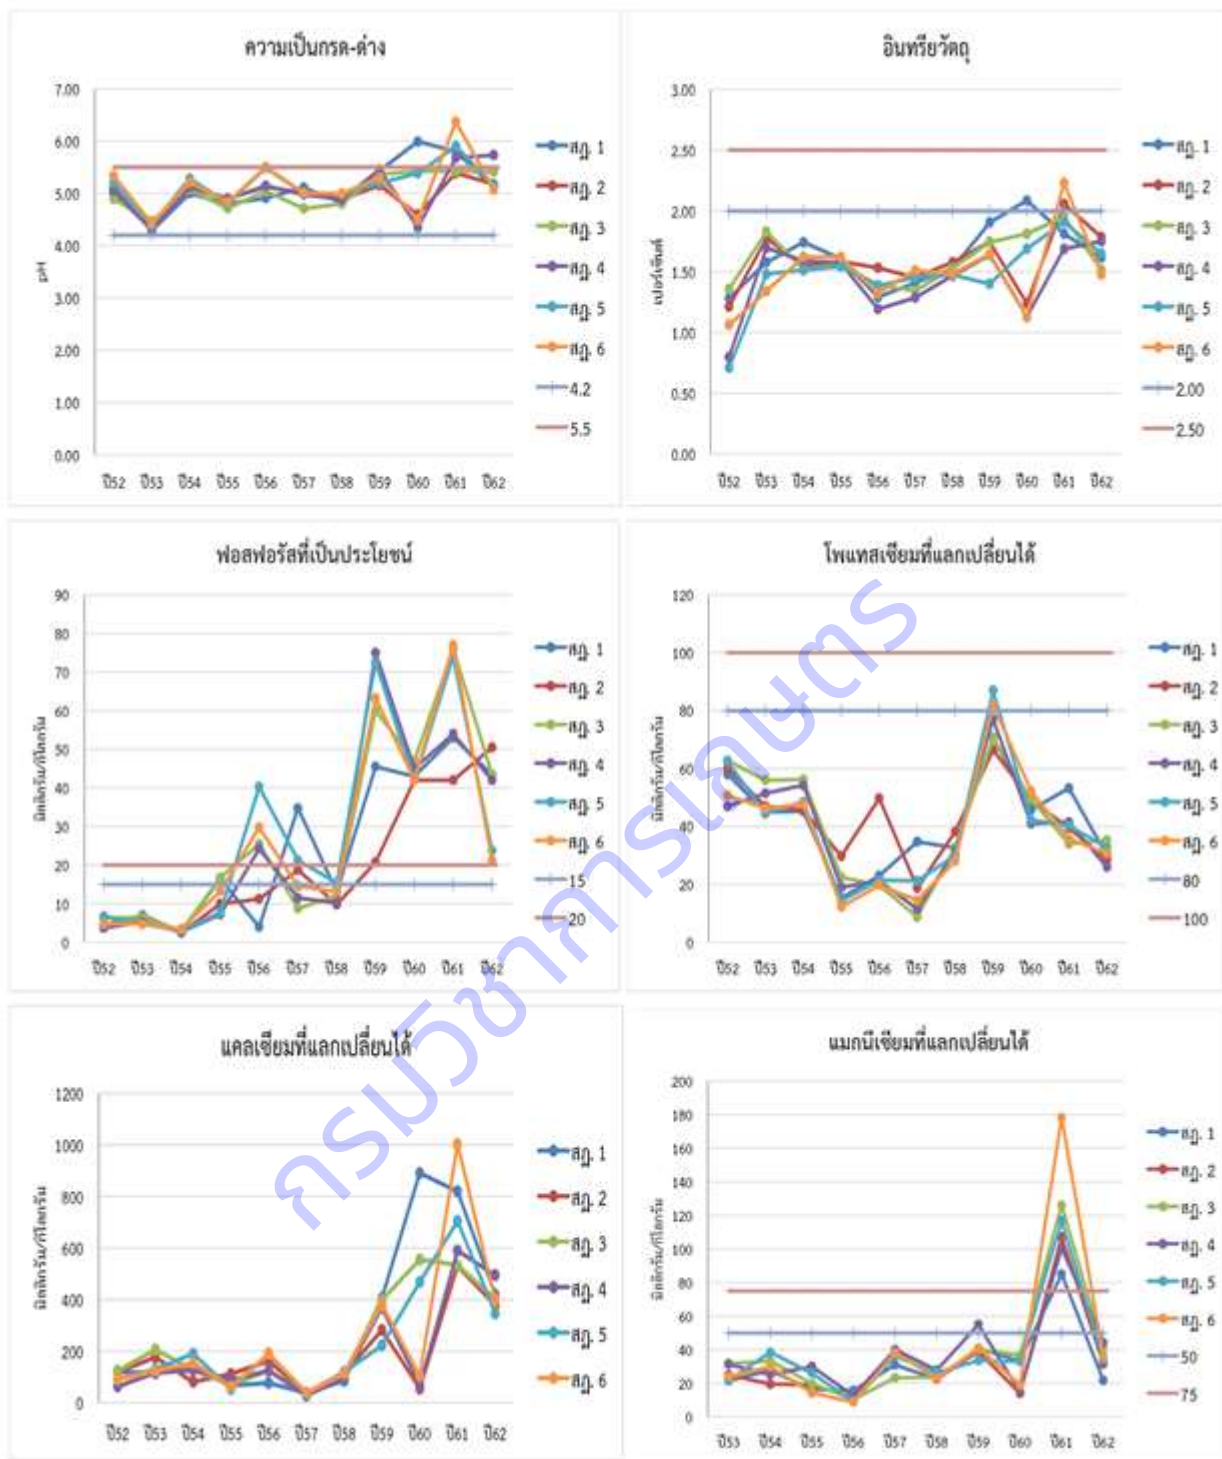 ความเป็นกรด-ด่าง
7.00
6.00
5.00
4.00
3.00
2.00
1.00
0.00
pH
ปี52 ปี53 ปี54 ปี55 ปี56 ปี57 ปี58 ปี59 ปี60 ปี61 ปี62
สฎ. 1
สฎ. 2
สฎ. 3
สฎ. 4
สฎ. 5
สฎ. 6
4.2
5.5
อินทรียวัตถุ
3.00
2.50
2.00
1.50
1.00
0.50
0.00
เปอร์เซ็นต์
ปี52 ปี53 ปี54 ปี55 ปี56 ปี57 ปี58 ปี59 ปี60 ปี61 ปี62
สฎ. 1
สฎ. 2
สฎ. 3
สฎ. 4
สฎ. 5
สฎ. 6
2.00
2.50
ฟอสฟอรัสที่เป็นประโยชน์
90
80
70
60
50
40
30
20
10
0
มิลลิกรัม/กิโลกรัม
ปี52 ปี53 ปี54 ปี55 ปี56 ปี57 ปี58 ปี59 ปี60 ปี61 ปี62
สฎ. 1
สฎ. 2
สฎ. 3
สฎ. 4
สฎ. 5
สฎ. 6
15
20
โพแทสเซียมที่แลกเปลี่ยนได้
120
100
80
60
40
20
0
มิลลิกรัม/กิโลกรัม
ปี52 ปี53 ปี54 ปี55 ปี56 ปี57 ปี58 ปี59 ปี60 ปี61 ปี62
สฎ. 1
สฎ. 2
สฎ. 3
สฎ. 4
สฎ. 5
สฎ. 6
80
100
แคลเซียมที่แลกเปลี่ยนได้
1200
1000
800
600
400
200
0
มิลลิกรัม/กิโลกรัม
ปี52 ปี53 ปี54 ปี55 ปี56 ปี57 ปี58 ปี59 ปี60 ปี61 ปี62
สฎ. 1
สฎ. 2
สฎ. 3
สฎ. 4
สฎ. 5
สฎ. 6
แมกนีเซียมที่แลกเปลี่ยนได้
200
180
160
140
120
100
80
60
40
20
0
มิลลิกรัม/กิโลกรัม
ปี53 ปี54 ปี55 ปี56 ปี57 ปี58 ปี59 ปี60 ปี61 ปี62
สฎ. 1
สฎ. 2
สฎ. 3
สฎ. 4
สฎ. 5
สฎ. 6
50
75
กรมวิชาการเกษตร